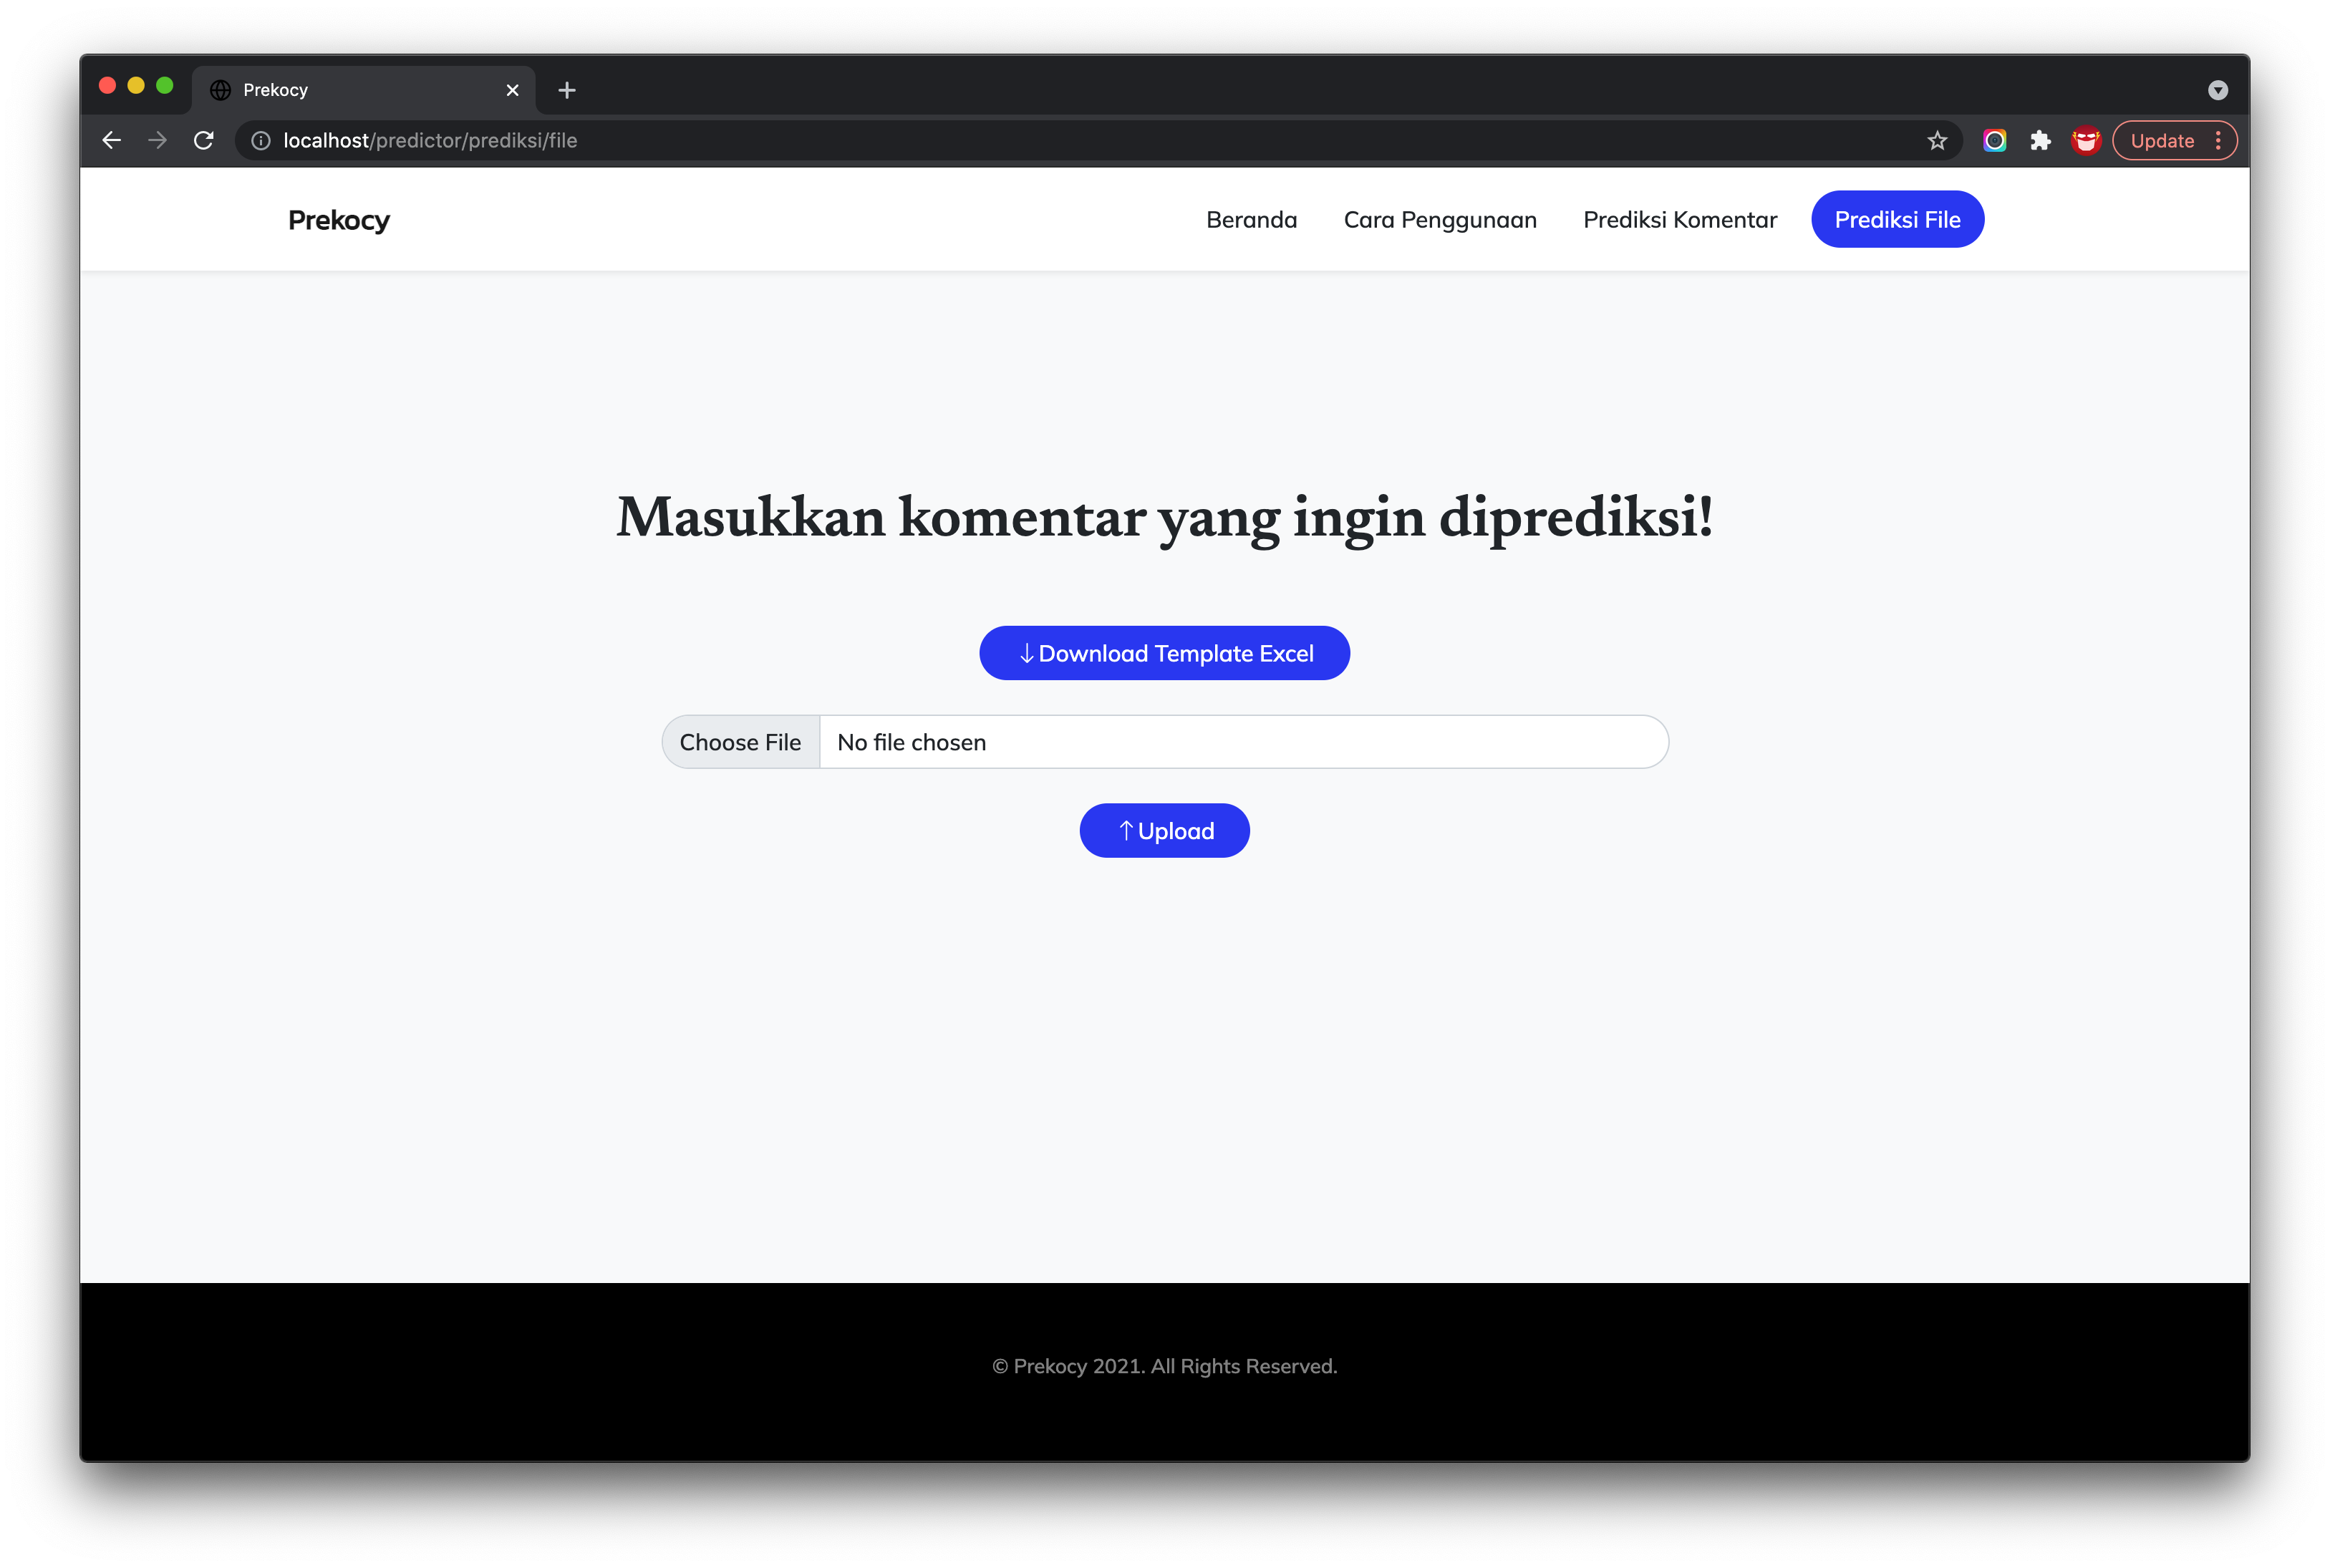 Prekocy
localhost/predictor/prediksi/file
Update
Prekocy
Beranda
Cara Penggunaan
Prediksi Komentar
Prediksi File
Masukkan komentar yang ingin diprediksi!
↓ Download Template Excel
Choose File
No file chosen
↑ Upload
© Prekocy 2021. All Rights Reserved.